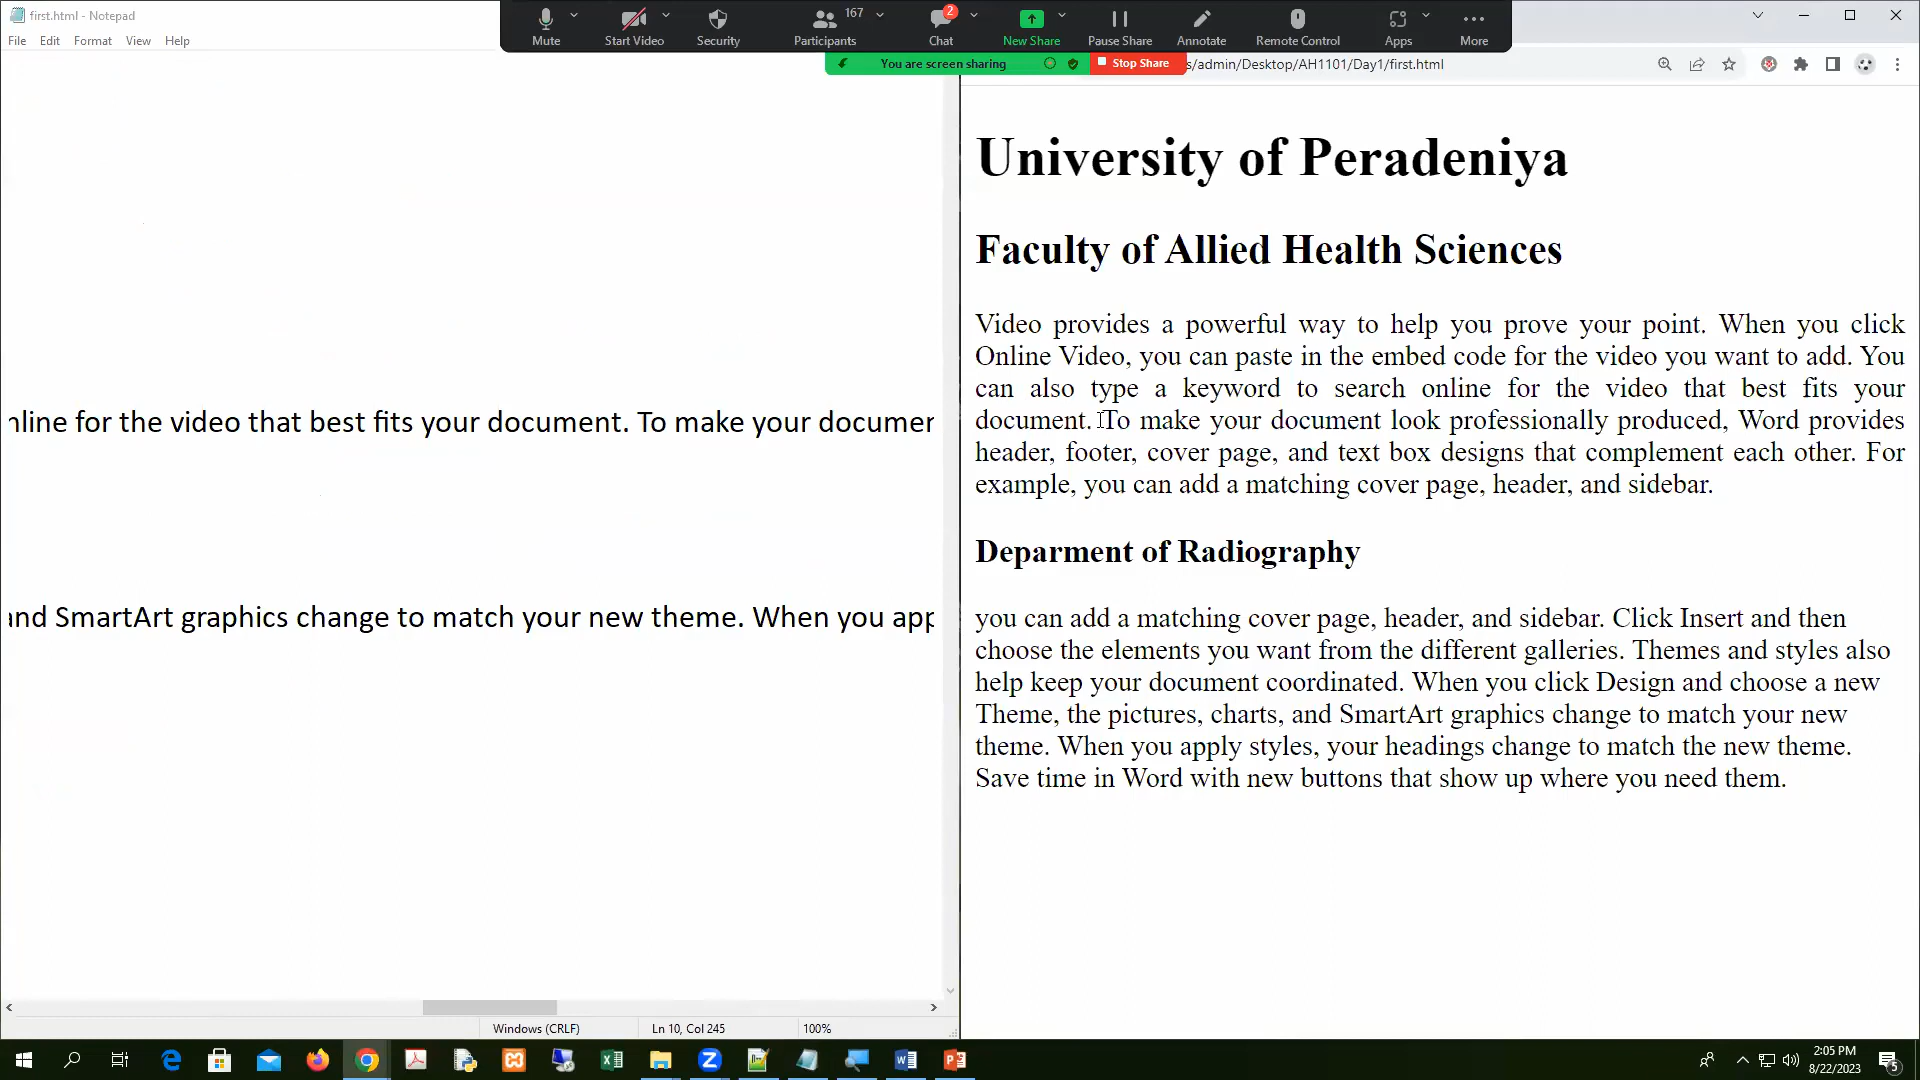 first.html - Notepad
File Edit Format View Help
Mute Start Video Security Participants 167 Chat 2 New Share Pause Share Annotate Remote Control Apps More
You are screen sharing Stop Share
s/admin/Desktop/AH1101/Day1/first.html
nline for the video that best fits your document. To make your documen
and SmartArt graphics change to match your new theme. When you app
Windows (CRLF) Ln 10, Col 245 100%
University of Peradeniya
Faculty of Allied Health Sciences
Video provides a powerful way to help you prove your point. When you click
Online Video, you can paste in the embed code for the video you want to add. You
can also type a keyword to search online for the video that best fits your
document. To make your document look professionally produced, Word provides
header, footer, cover page, and text box designs that complement each other. For
example, you can add a matching cover page, header, and sidebar.
Deparment of Radiography
you can add a matching cover page, header, and sidebar. Click Insert and then
choose the elements you want from the different galleries. Themes and styles also
help keep your document coordinated. When you click Design and choose a new
Theme, the pictures, charts, and SmartArt graphics change to match your new
theme. When you apply styles, your headings change to match the new theme.
Save time in Word with new buttons that show up where you need them.
2:05 PM
8/22/2023
5